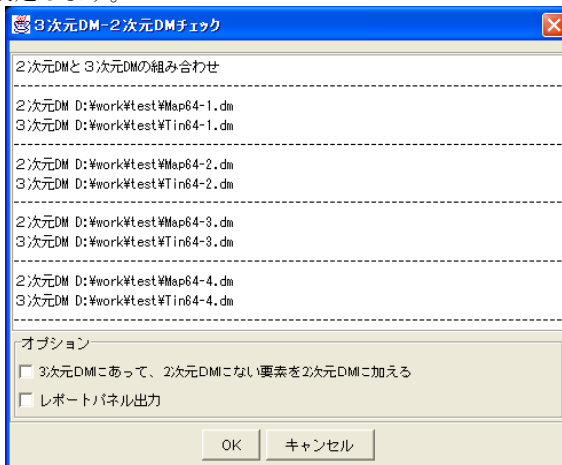 3次元DM-2次元DMチェック
2次元DMと3次元DMの組み合わせ
2次元DM D:¥work¥test¥Map64-1.dm
3次元DM D:¥work¥test¥Tin64-1.dm
2次元DM D:¥work¥test¥Map64-2.dm
3次元DM D:¥work¥test¥Tin64-2.dm
2次元DM D:¥work¥test¥Map64-3.dm
3次元DM D:¥work¥test¥Tin64-3.dm
2次元DM D:¥work¥test¥Map64-4.dm
3次元DM D:¥work¥test¥Tin64-4.dm
オプション
3次元DMにあって、2次元DMにない要素を2次元DMに加える
レポートパネル出力
OK キャンセル